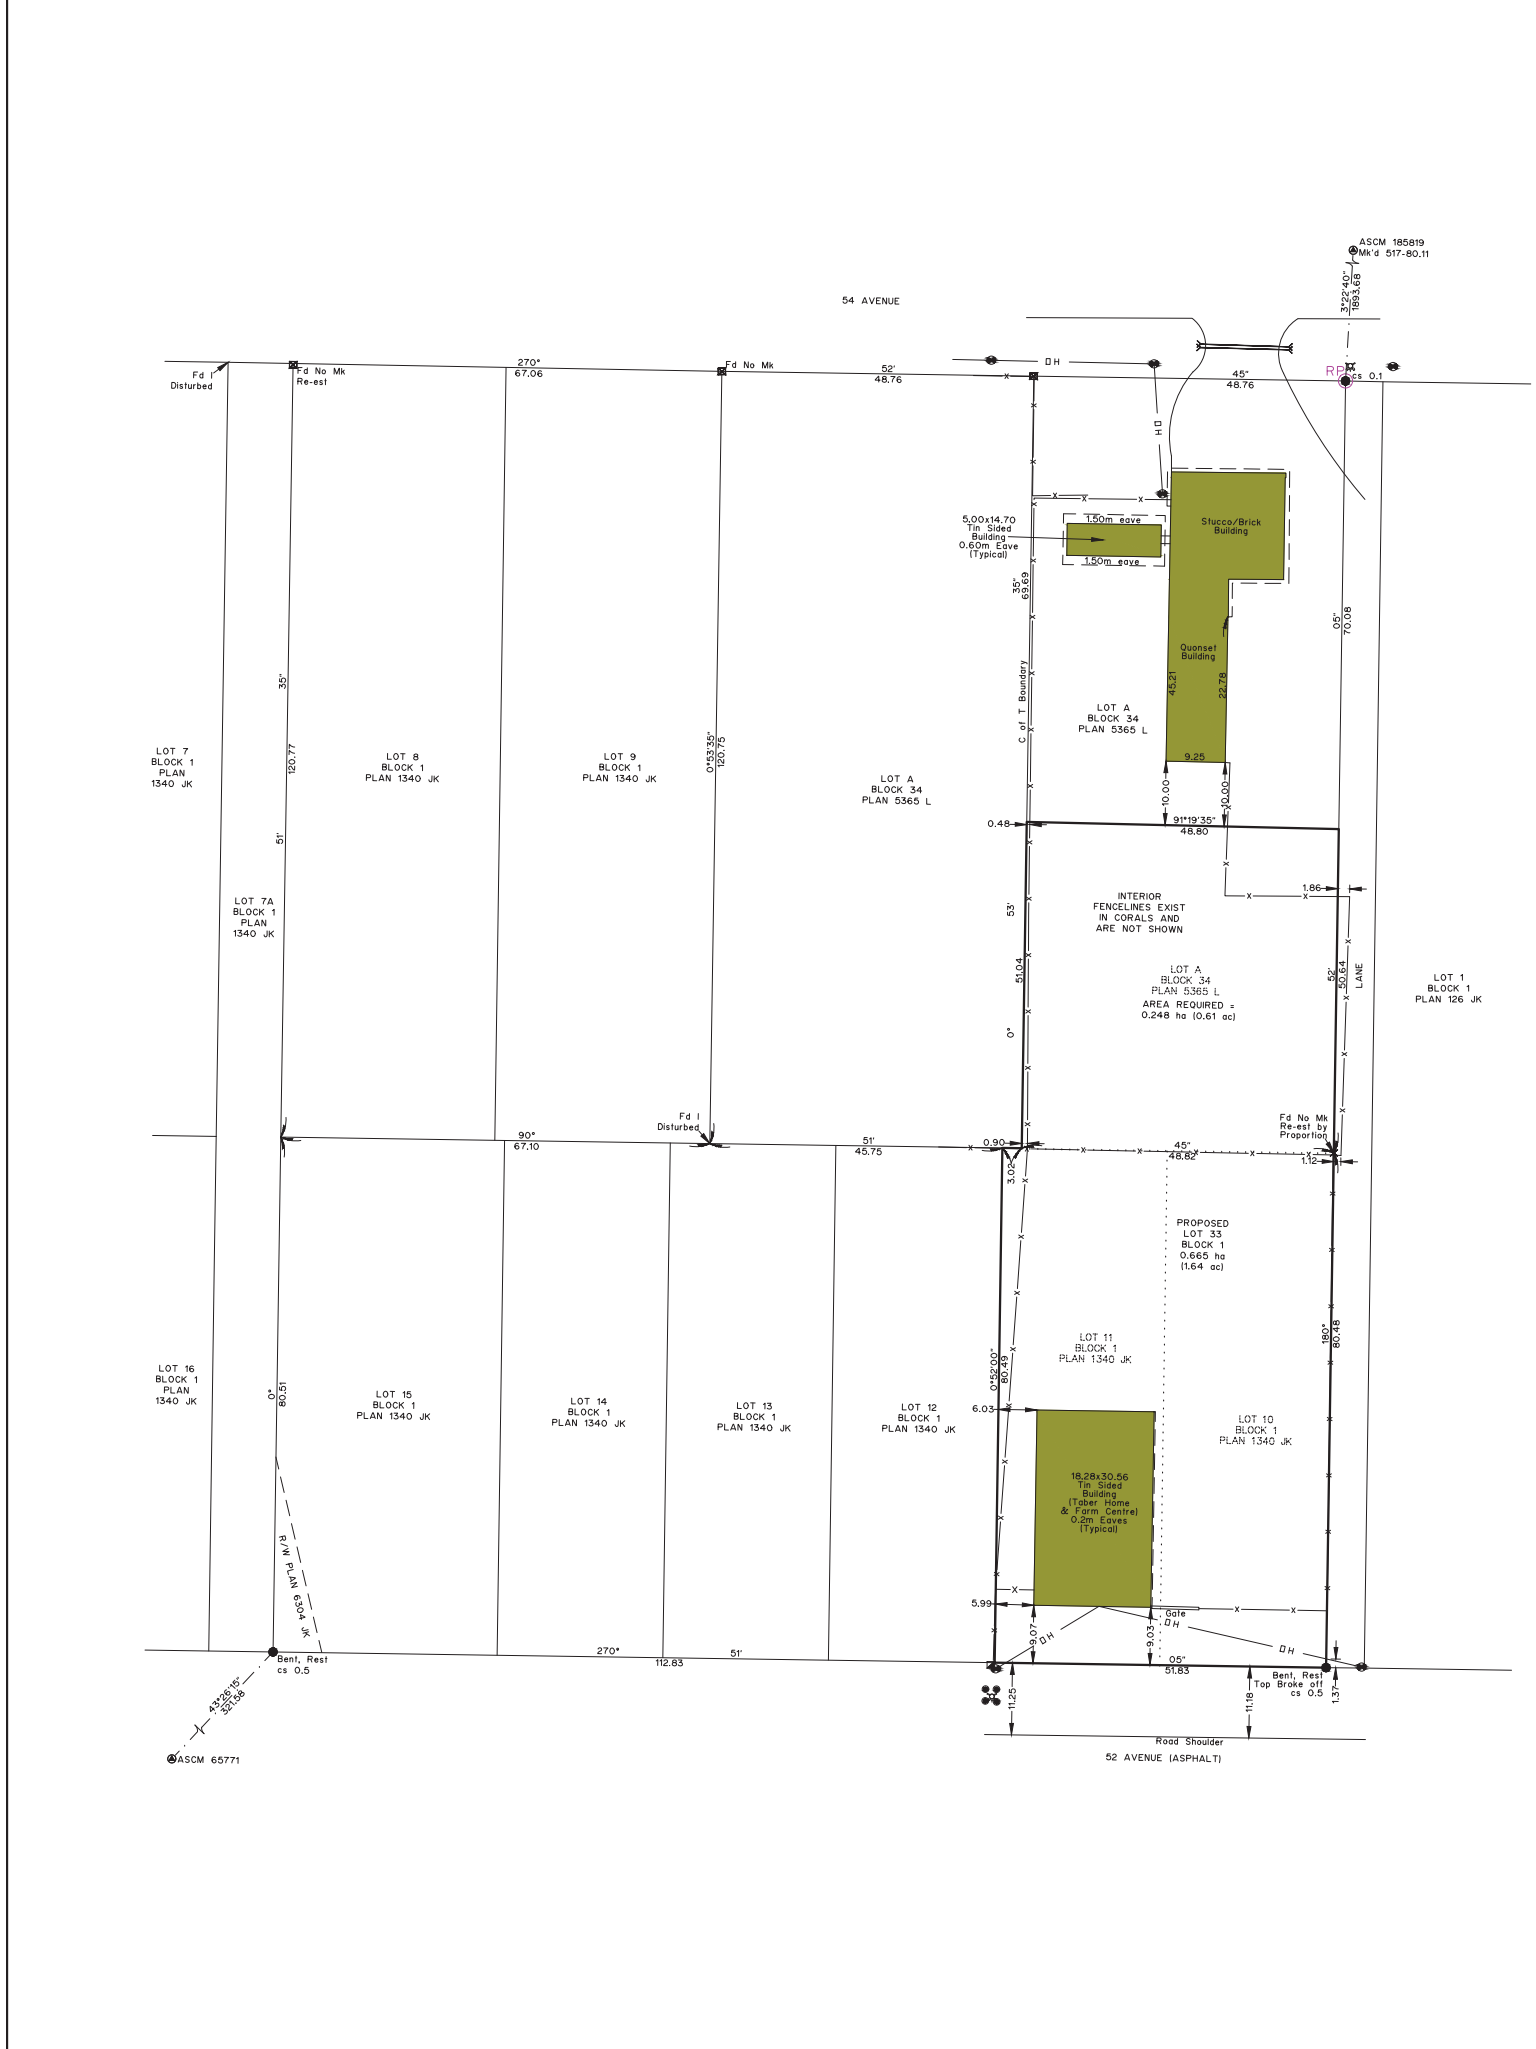 ASCM 185819
Mk'd 517-80.11
3°22'40"
1893.68
54 AVENUE
Fd I
Disturbed
Fd No Mk
Re-est
270°
67.06
Fd No Mk
52'
48.76
OH
45"
48.76
RP
cs 0.1
OH
5.00x14.70
Tin Sided
Building
0.60m Eave
(Typical)
1.50m eave
1.50m eave
Stucco/Brick
Building
35"
69.69
05"
70.08
Quonset
Building
45.21
22.78
9.25
C of T Boundary
LOT A
BLOCK 34
PLAN 5365 L
35"
120.77
51'
0°53'35"
120.75
LOT 7
BLOCK 1
PLAN
1340 JK
LOT 8
BLOCK 1
PLAN 1340 JK
LOT 9
BLOCK 1
PLAN 1340 JK
LOT A
BLOCK 34
PLAN 5365 L
10.00
10.00
0.48
91°19'35"
48.80
LOT 7A
BLOCK 1
PLAN
1340 JK
INTERIOR
FENCELINES EXIST
IN CORALS AND
ARE NOT SHOWN
1.86
53'
51.04
0°
LOT A
BLOCK 34
PLAN 5365 L
AREA REQUIRED =
0.248 ha (0.61 ac)
52'
50.64
LANE
LOT 1
BLOCK 1
PLAN 126 JK
Fd I
Disturbed
Fd No Mk
Re-est by
Proportion
90°
67.10
51'
45.75
0.90
45"
48.82
1.12
3.02
PROPOSED
LOT 33
BLOCK 1
0.665 ha
(1.64 ac)
180°
80.48
LOT 11
BLOCK 1
PLAN 1340 JK
0°52'00"
80.49
LOT 16
BLOCK 1
PLAN
1340 JK
0°
80.51
LOT 15
BLOCK 1
PLAN 1340 JK
LOT 14
BLOCK 1
PLAN 1340 JK
LOT 13
BLOCK 1
PLAN 1340 JK
LOT 12
BLOCK 1
PLAN 1340 JK
6.03
LOT 10
BLOCK 1
PLAN 1340 JK
18.28x30.56
Tin Sided
Building
(Taber Home
& Farm Centre)
0.2m Eaves
(Typical)
R/W PLAN 6304 JK
5.99
Gate
OH
OH
OH
9.07
9.03
Bent, Rest
cs 0.5
270°
112.83
51'
05"
51.83
Bent, Rest
Top Broke off
cs 0.5
1.37
11.25
11.18
43°26'15"
321.58
ASCM 65771
Road Shoulder
52 AVENUE (ASPHALT)